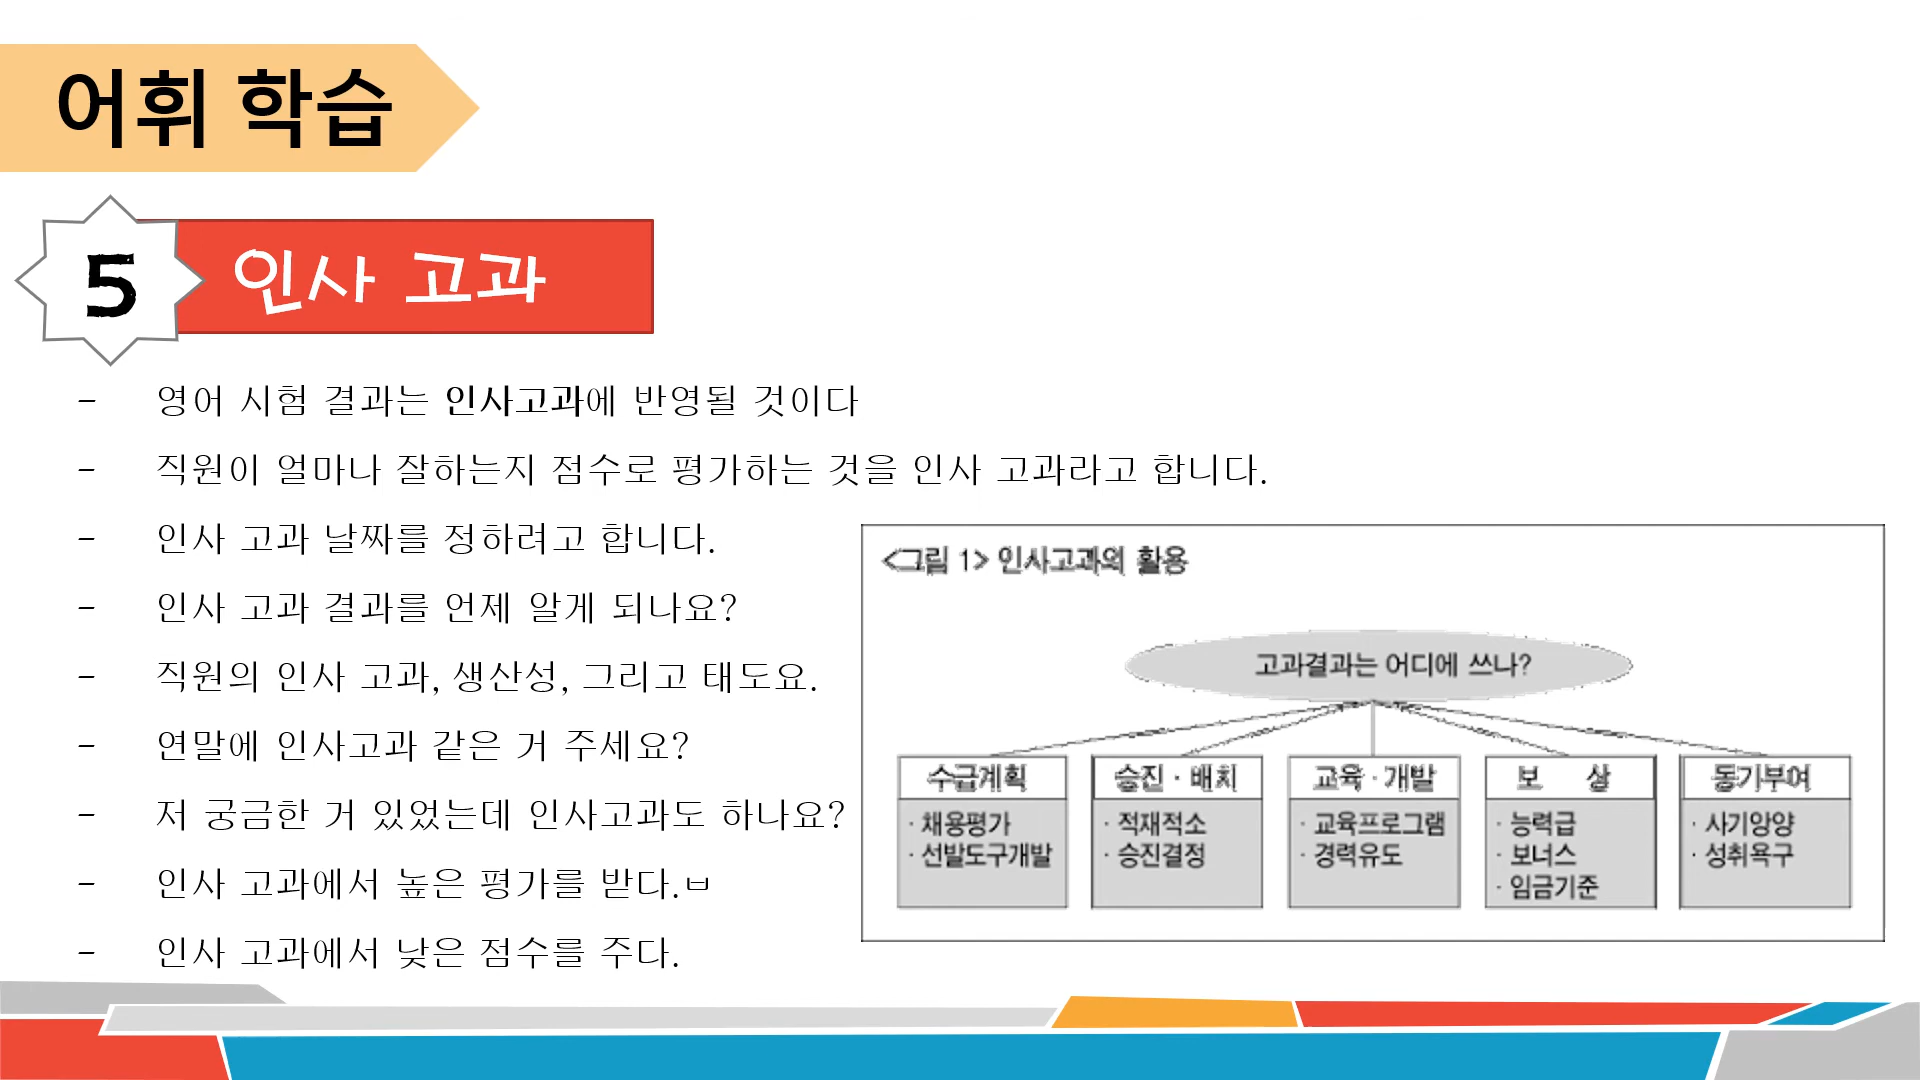 어휘 학습
5 인사 고과
- 영어 시험 결과는 인사고과에 반영될 것이다
- 직원이 얼마나 잘하는지 점수로 평가하는 것을 인사 고과라고 합니다.
- 인사 고과 날짜를 정하려고 합니다.
- 인사 고과 결과를 언제 알게 되나요?
- 직원의 인사 고과, 생산성, 그리고 태도요.
- 연말에 인사고과 같은 거 주세요?
- 저 궁금한 거 있었는데 인사고과도 하나요?
- 인사 고과에서 높은 평가를 받다.ㅂ
- 인사 고과에서 낮은 점수를 주다.
<그림 1> 인사고과의 활용
고과결과는 어디에 쓰나?
수급계획
· 채용평가
· 선발도구개발
승진 · 배치
· 적재적소
· 승진결정
교육 · 개발
· 교육프로그램
· 경력유도
보 상
· 능력급
· 보너스
· 임금기준
동기부여
· 사기앙양
· 성취욕구